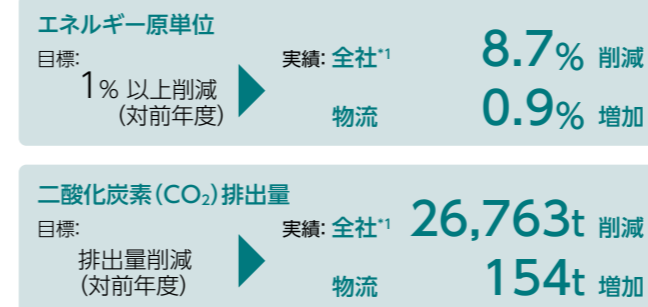 エネルギー原単位
目標:
1% 以上削減
(対前年度)
実績: 全社*1 8.7% 削減
物流 0.9% 増加
二酸化炭素(CO₂)排出量
目標:
排出量削減
(対前年度)
実績: 全社*1 26,763t 削減
物流 154t 増加